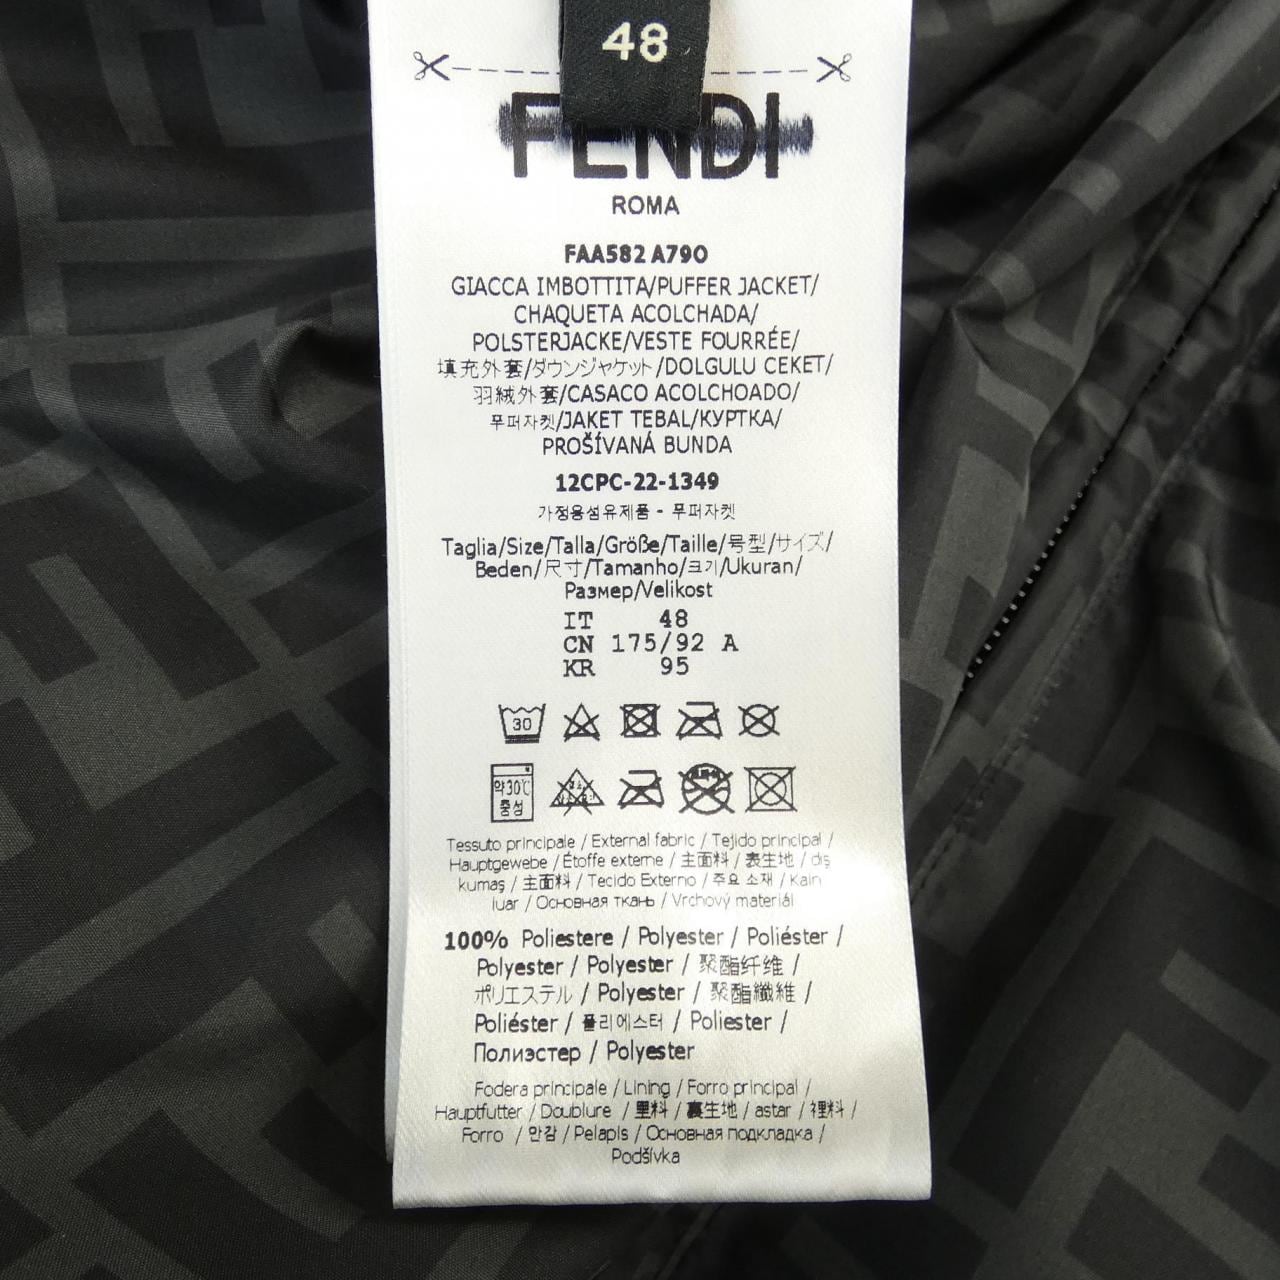 48
FENDI
ROMA
FAA582 A790
GIACCA IMBOTTITA/PUFFER JACKET/
CHAQUETA ACOLCHADA/
POLSTERJACKE/VESTE FOURRÉE/
填充外套/ダウンジャケット/DOLGULU CEKET/
羽絨外套/CASACO ACOLCHOADO/
푸퍼자켓/JAKET TEBAL/КУРТКА/
PROŠÍVANÁ BUNDA
12CPC-22-1349
가정용섬유제품 - 푸퍼자켓
Taglia/Size/Talla/Größe/Taille/号型/サイズ/
Beden/尺寸/Tamanho/크기/Ukuran/
Размер/Velikost
IT 48
CN 175/92 A
KR 95
30
약30℃
중성
Tessuto principale / External fabric / Tejido principal /
Hauptgewebe / Étoffe externe / 主面料 / 表生地 / dış
kumaş / 主面料 / Tecido Externo / 주요 소재 / Kain
luar / Основная ткань / Vrchový materiál
100% Poliestere / Polyester / Poliéster /
Polyester / Polyester / 聚酯纤维 /
ポリエステル / Polyester / 聚酯纖維 /
Poliéster / 폴리에스터 / Poliester /
Полиэстер / Polyester
Fodera principale / Lining / Forro principal /
Hauptfutter / Doublure / 里料 / 裏生地 / astar / 裡料 /
Forro / 안감 / Pelapis / Основная подкладка /
Podšívka